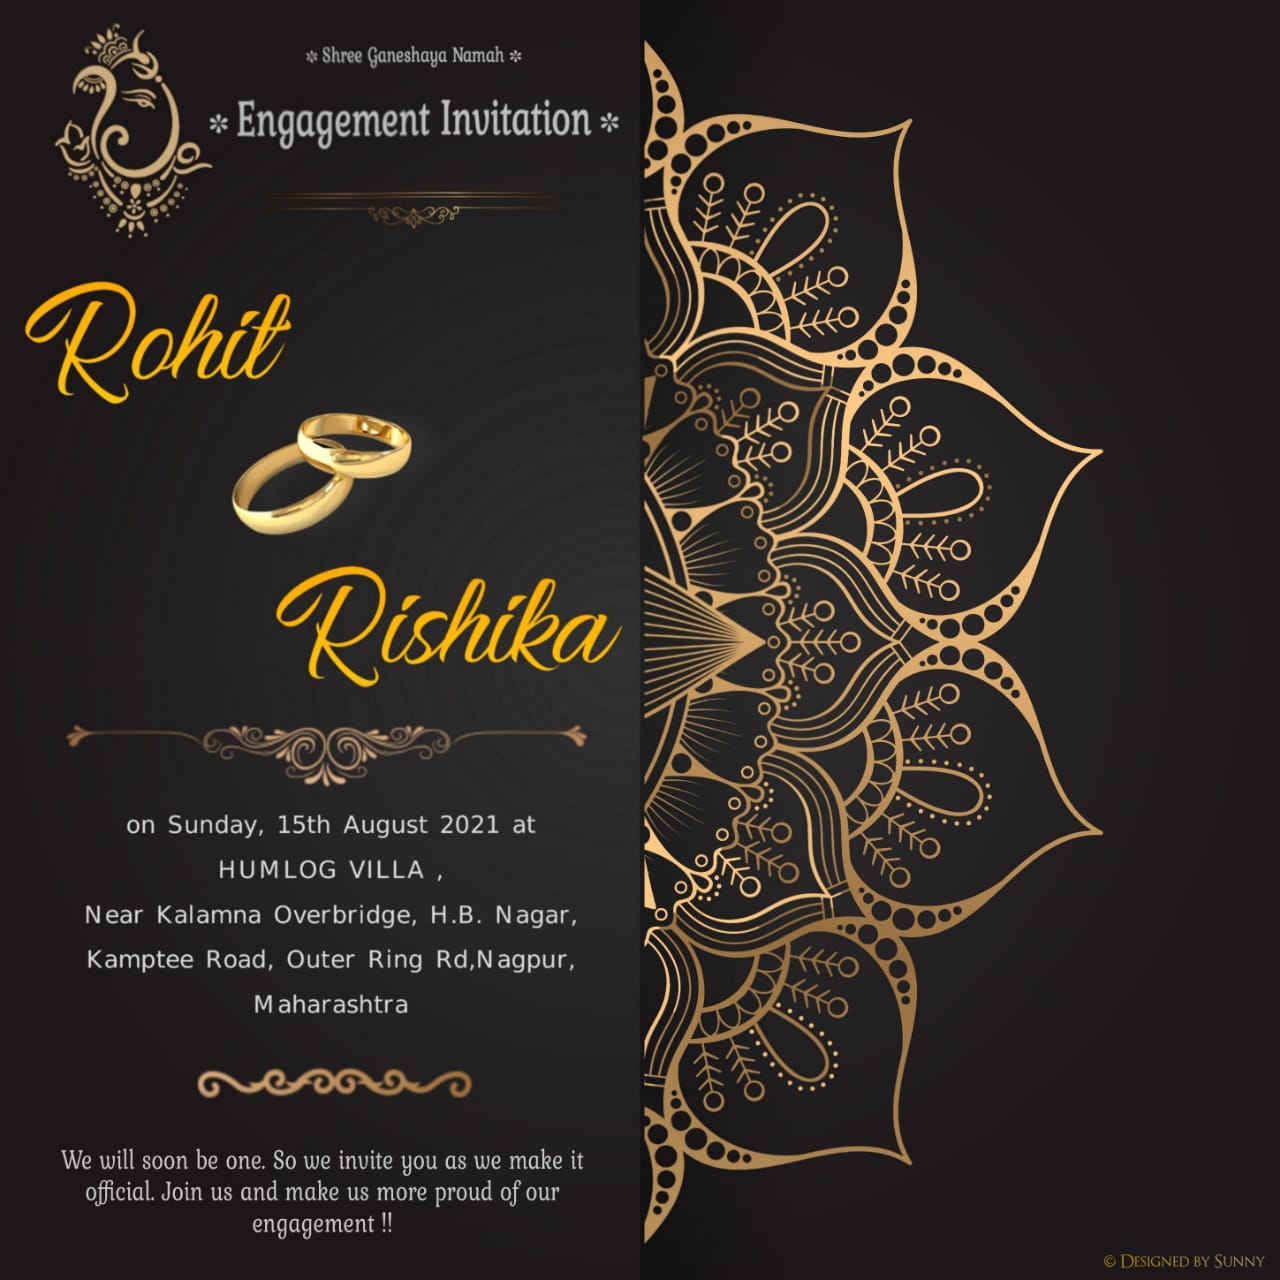 ✼ Shree Ganeshaya Namah ✼
✼ Engagement Invitation ✼
Rohit
Rishika
on Sunday, 15th August 2021 at
HUMLOG VILLA ,
Near Kalamna Overbridge, H.B. Nagar,
Kamptee Road, Outer Ring Rd,Nagpur,
Maharashtra
We will soon be one. So we invite you as we make it
official. Join us and make us more proud of our
engagement !!
© Designed by Sunny